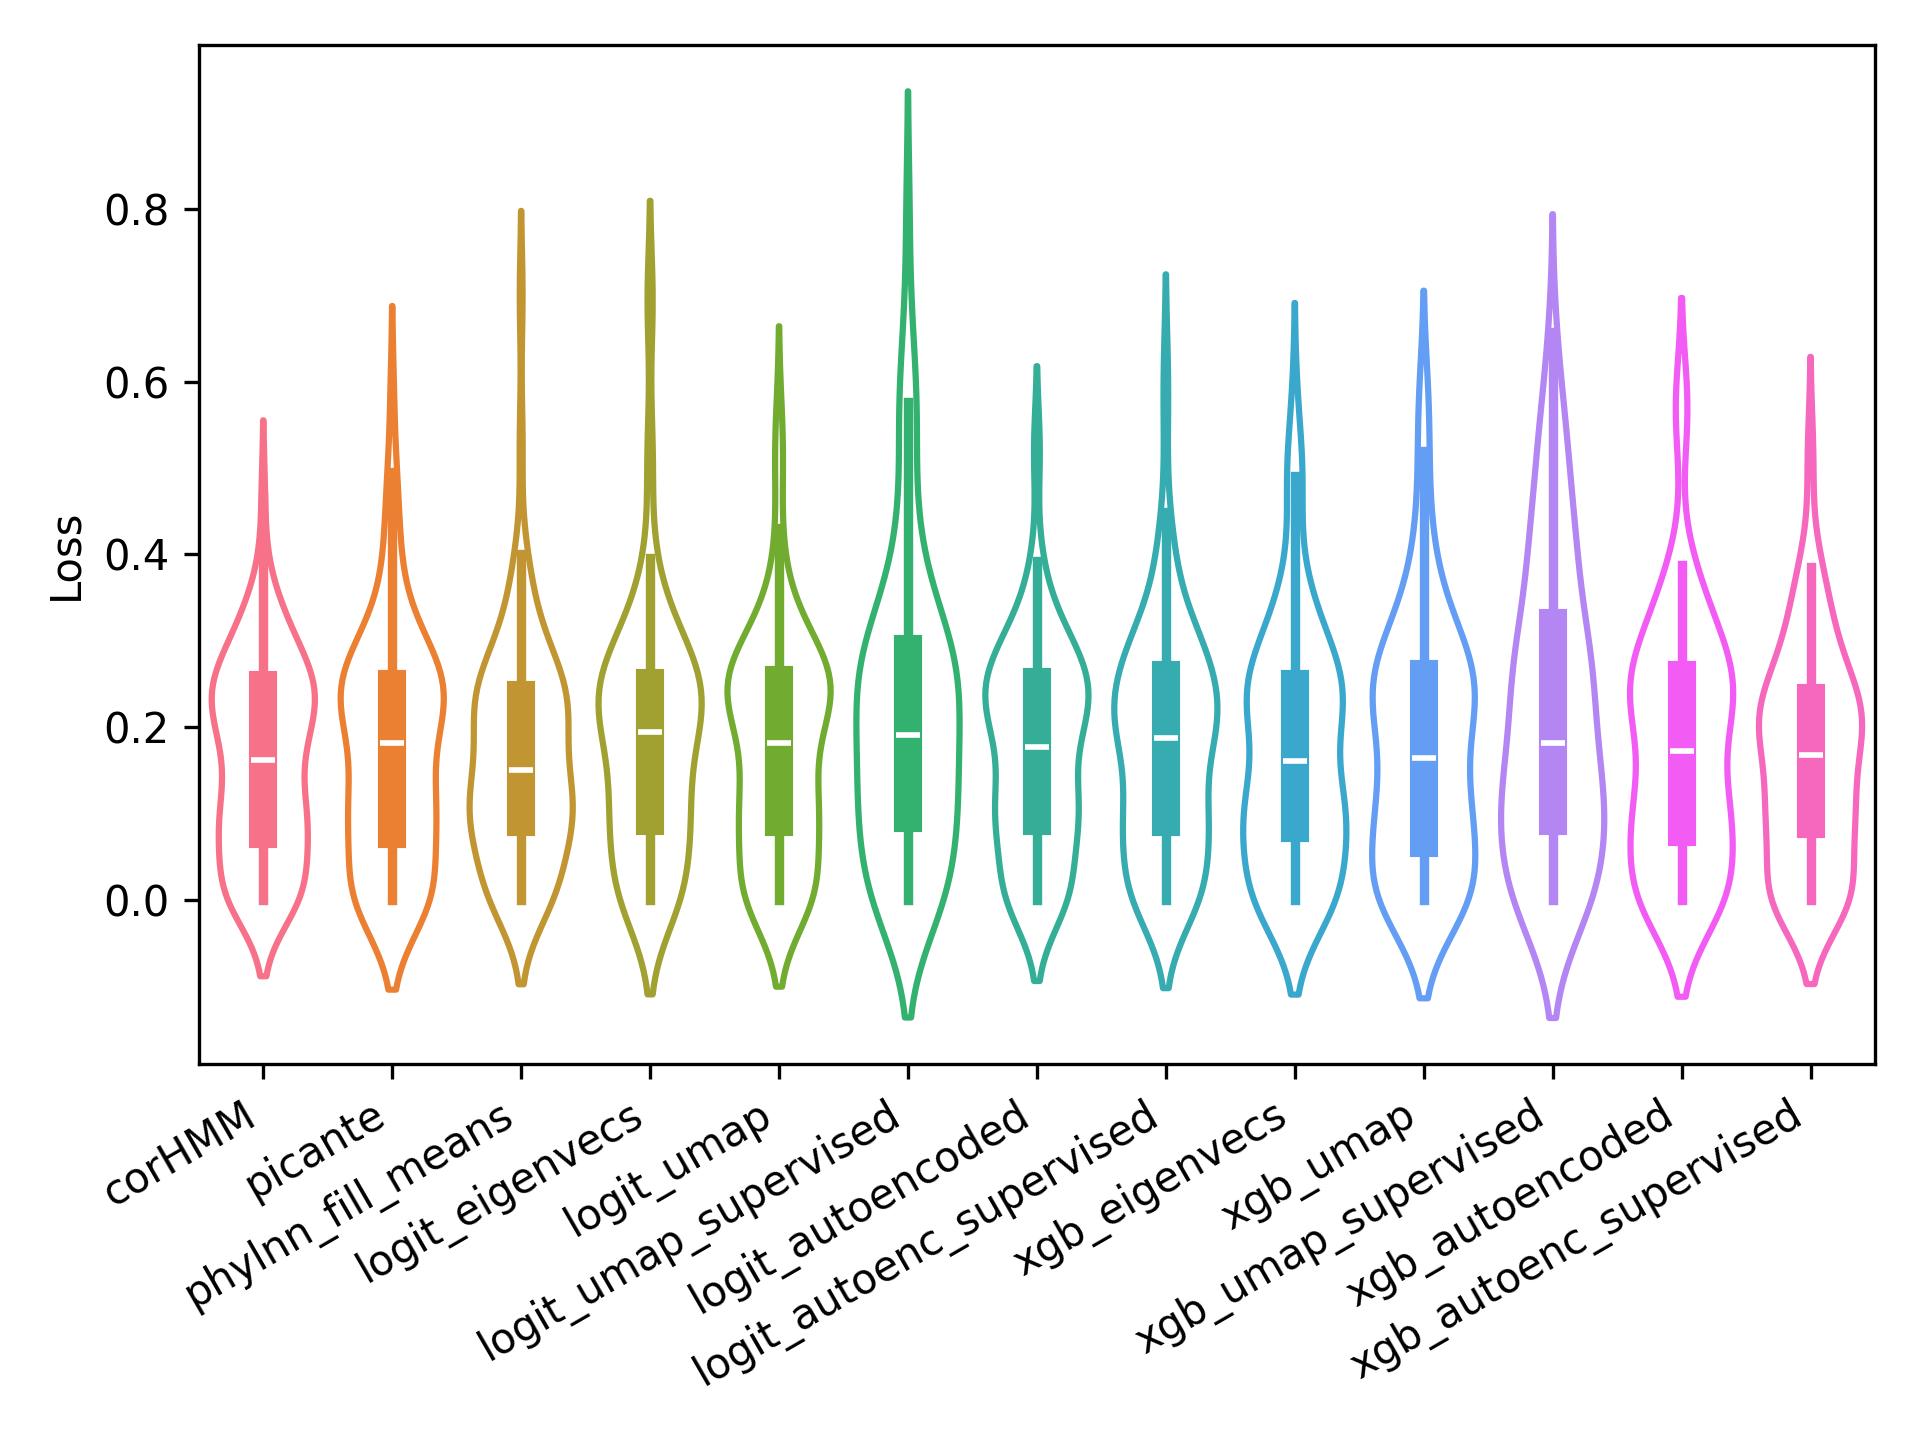 0.8
0.6
0.4
0.2
0.0
Loss
corHMM
picante
phylnn_fill_means
logit_eigenvecs
logit_umap
logit_umap_supervised
logit_autoencoded
logit_autoenc_supervised
xgb_eigenvecs
xgb_umap
xgb_umap_supervised
xgb_autoencoded
xgb_autoenc_supervised